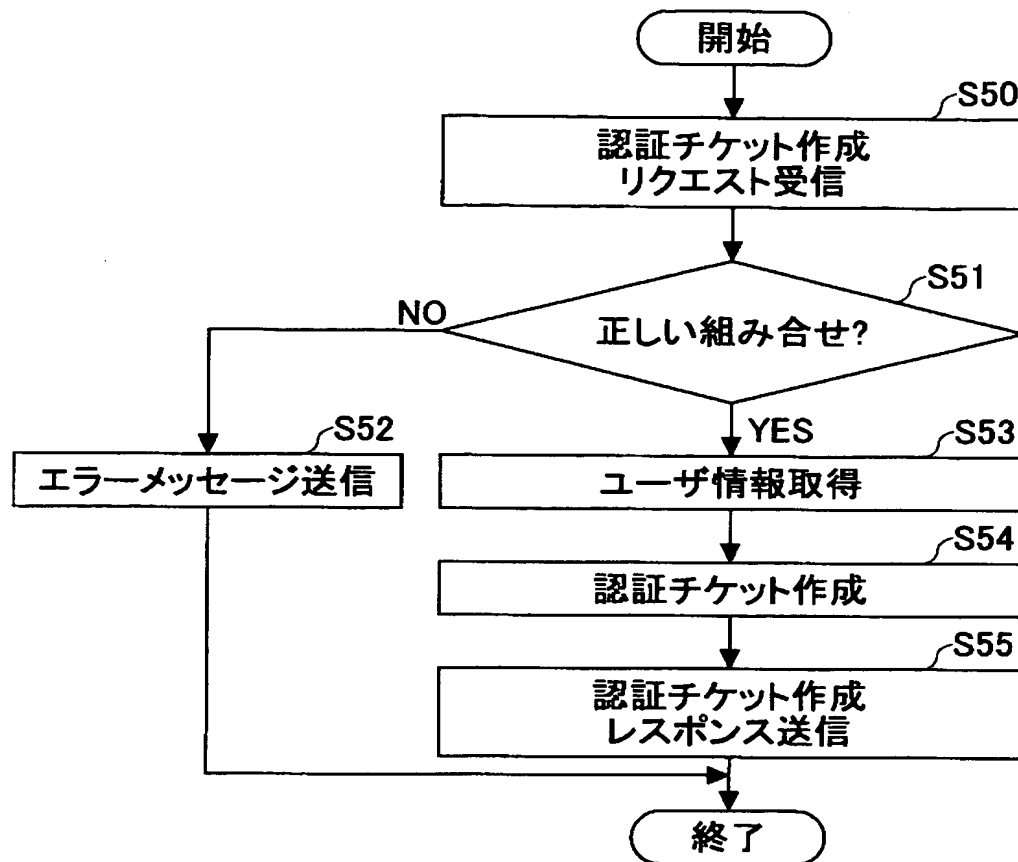 開始
S50
認証チケット作成
リクエスト受信
S51
正しい組み合せ?
NO
YES
S52
エラーメッセージ送信
S53
ユーザ情報取得
S54
認証チケット作成
S55
認証チケット作成
レスポンス送信
終了